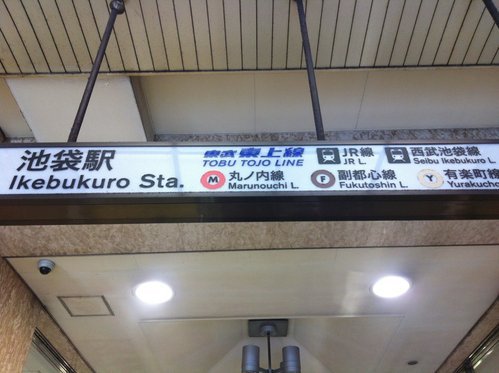 池袋駅
Ikebukuro Sta.
東武 東上線
TOBU TOJO LINE
JR線
JR L.
西武池袋線
Seibu Ikebukuro L.
M 丸ノ内線
Marunouchi L.
F 副都心線
Fukutoshin L.
Y 有楽町線
Yurakucho